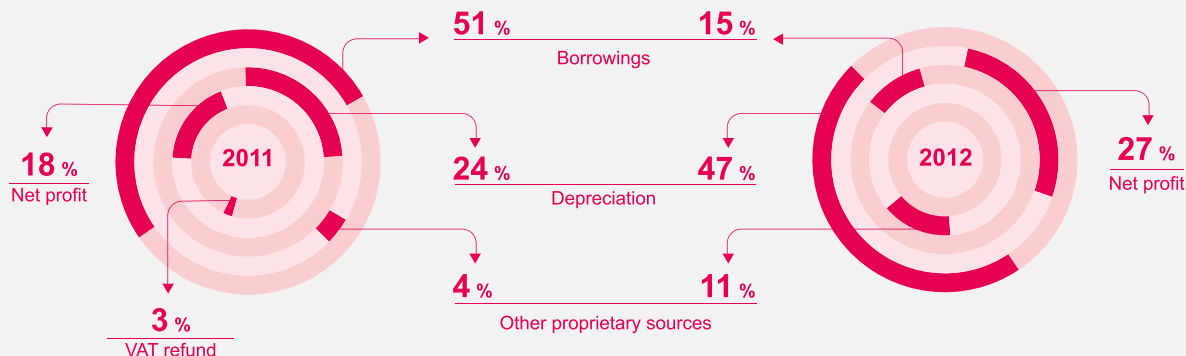 51 % 15 %
Borrowings
2011
2012
18 %
Net profit
24 % 47 %
Depreciation
27 %
Net profit
4 % 11 %
Other proprietary sources
3 %
VAT refund